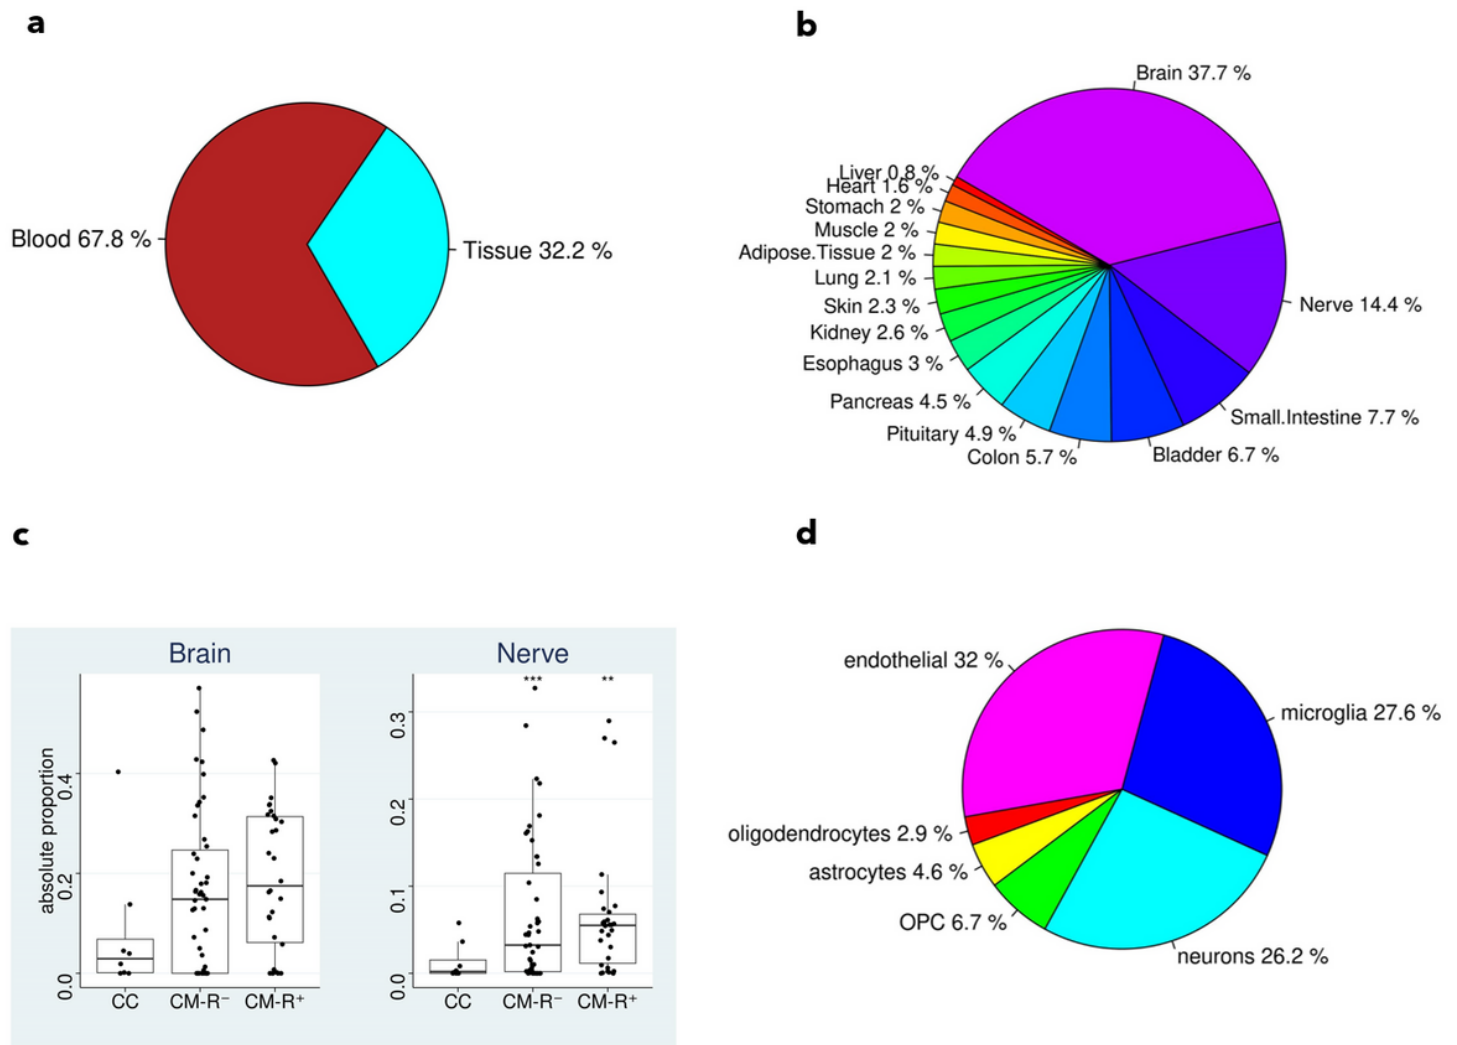 a
Blood 67.8 %
Tissue 32.2 %
b
Brain 37.7 %
Liver 0.8 %
Heart 1.6 %
Stomach 2 %
Muscle 2 %
Adipose.Tissue 2 %
Lung 2.1 %
Skin 2.3 %
Kidney 2.6 %
Esophagus 3 %
Pancreas 4.5 %
Pituitary 4.9 %
Colon 5.7 %
Bladder 6.7 %
Small.Intestine 7.7 %
Nerve 14.4 %
c
Brain
absolute proportion
0.4
0.2
0.0
CC CM-R⁻ CM-R⁺
Nerve
*** **
0.3
0.2
0.1
0.0
CC CM-R⁻ CM-R⁺
d
endothelial 32 %
microglia 27.6 %
oligodendrocytes 2.9 %
astrocytes 4.6 %
OPC 6.7 %
neurons 26.2 %